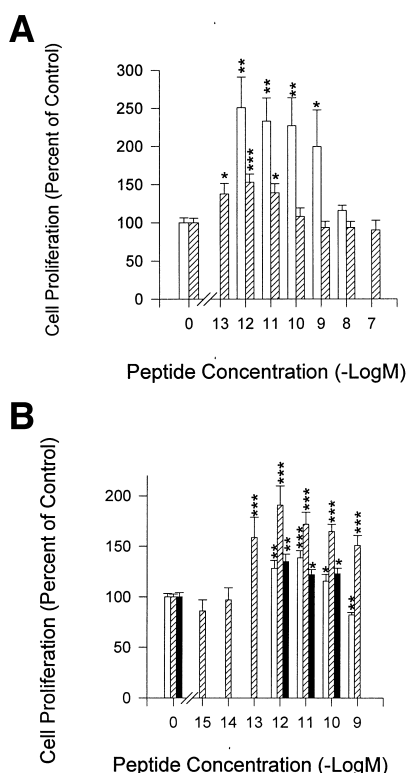 A
Cell Proliferation (Percent of Control)
300
250
200
150
100
50
0
** ** ** *
* *** *
0 13 12 11 10 9 8 7
Peptide Concentration (-LogM)
B
Cell Proliferation (Percent of Control)
200
150
100
50
0
*** *** *** *** ***
** ** *** * * * **
0 15 14 13 12 11 10 9
Peptide Concentration (-LogM)